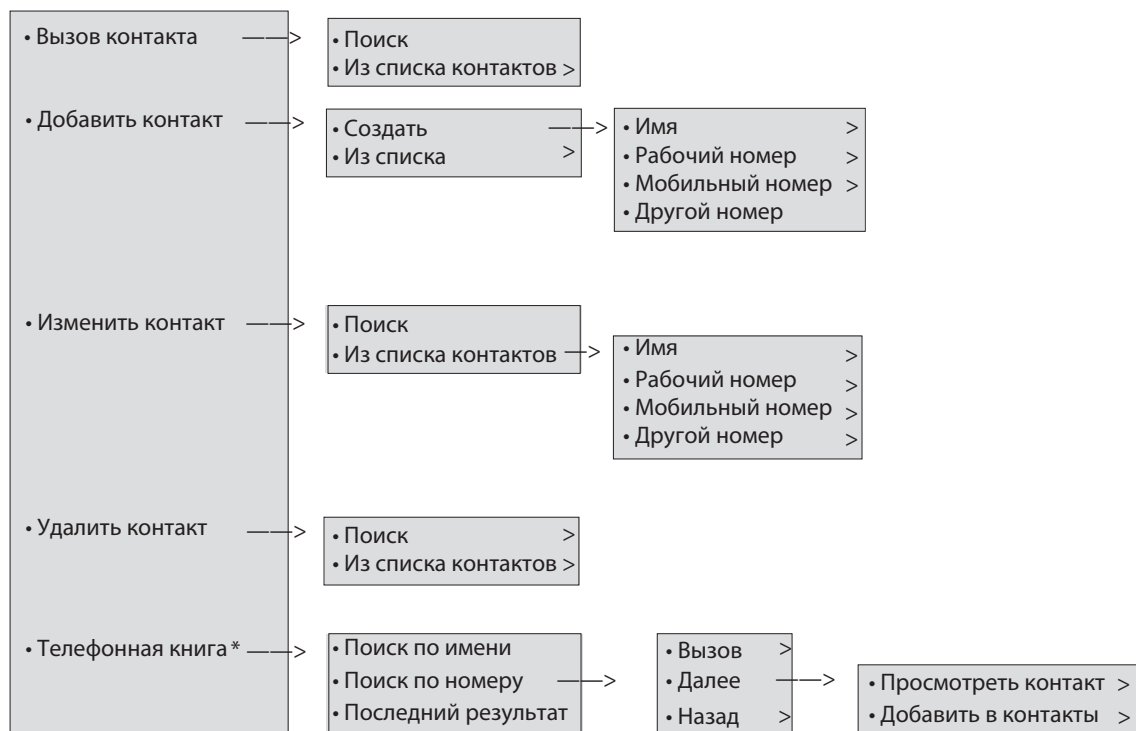 • Вызов контакта ——>
• Поиск
• Из списка контактов >
• Добавить контакт ——>
• Создать ——>
• Из списка >
• Имя >
• Рабочий номер >
• Мобильный номер >
• Другой номер
• Изменить контакт ——>
• Поиск
• Из списка контактов —>
• Имя >
• Рабочий номер >
• Мобильный номер >
• Другой номер >
• Удалить контакт ——>
• Поиск >
• Из списка контактов >
• Телефонная книга * ——>
• Поиск по имени
• Поиск по номеру ——>
• Последний результат
• Вызов >
• Далее ——>
• Назад >
• Просмотреть контакт >
• Добавить в контакты >